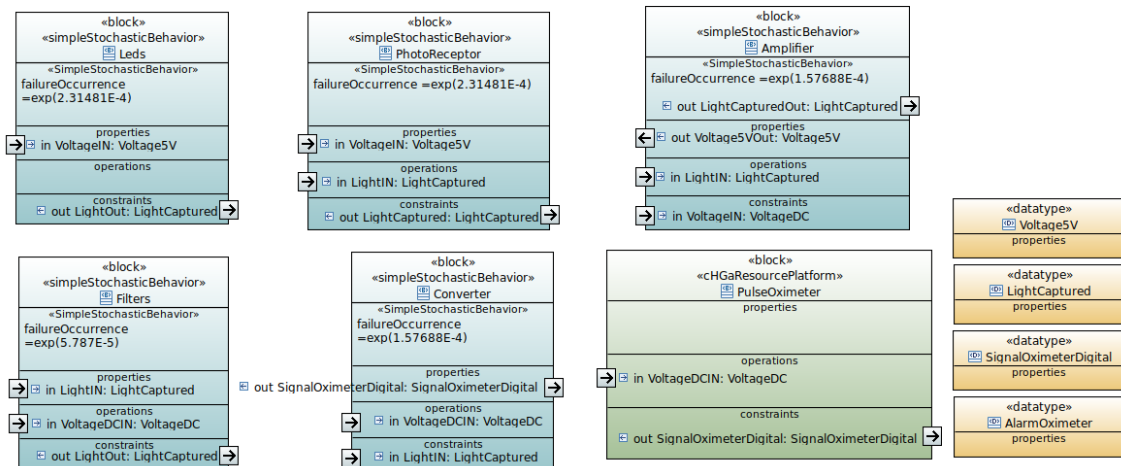 «block»
«simpleStochasticBehavior»
Leds
«SimpleStochasticBehavior»
failureOccurrence
=exp(2.31481E-4)
properties
in VoltageIN: Voltage5V
operations
constraints
out LightOut: LightCaptured
«block»
«simpleStochasticBehavior»
PhotoReceptor
«SimpleStochasticBehavior»
failureOccurrence =exp(2.31481E-4)
properties
in VoltageIN: Voltage5V
operations
in LightIN: LightCaptured
constraints
out LightCaptured: LightCaptured
«block»
«simpleStochasticBehavior»
Amplifier
«SimpleStochasticBehavior»
failureOccurrence =exp(1.57688E-4)
out LightCapturedOut: LightCaptured
properties
out Voltage5VOut: Voltage5V
operations
in LightIN: LightCaptured
constraints
in VoltageIN: VoltageDC
«block»
«simpleStochasticBehavior»
Filters
«SimpleStochasticBehavior»
failureOccurrence
=exp(5.787E-5)
properties
in LightIN: LightCaptured
operations
in VoltageDCIN: VoltageDC
constraints
out LightOut: LightCaptured
«block»
«simpleStochasticBehavior»
Converter
«SimpleStochasticBehavior»
failureOccurrence
=exp(1.57688E-4)
properties
out SignalOximeterDigital: SignalOximeterDigital
operations
in VoltageDCIN: VoltageDC
constraints
in LightIN: LightCaptured
«block»
«cHGaResourcePlatform»
PulseOximeter
properties
operations
in VoltageDCIN: VoltageDC
constraints
out SignalOximeterDigital: SignalOximeterDigital
«datatype»
Voltage5V
properties
«datatype»
LightCaptured
properties
«datatype»
SignalOximeterDigital
properties
«datatype»
AlarmOximeter
properties